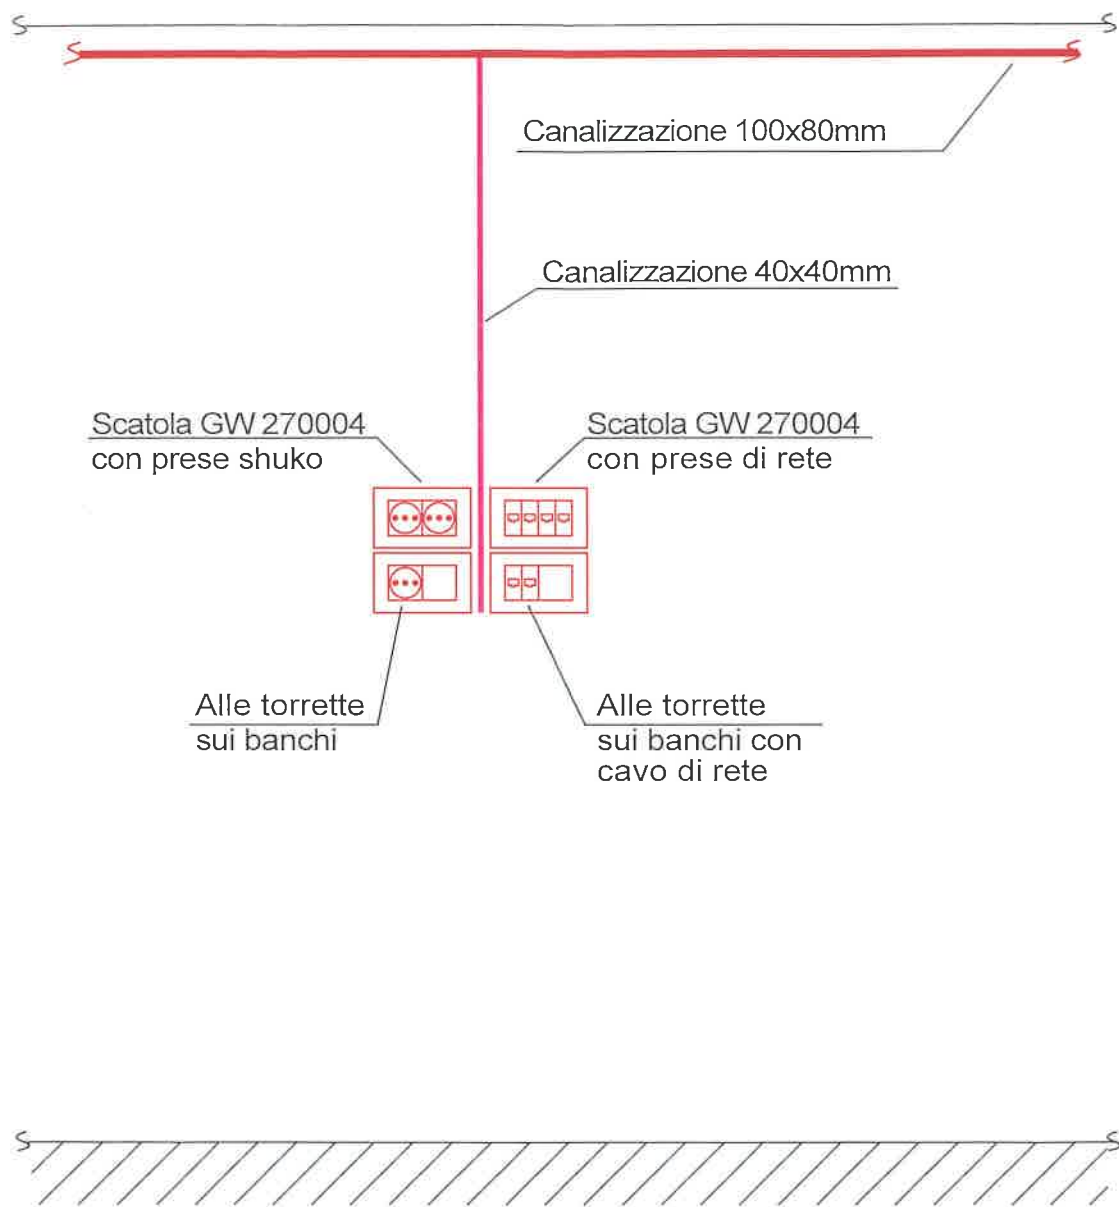 Canalizzazione 100x80mm
Canalizzazione 40x40mm
Scatola GW 270004
con prese shuko
Scatola GW 270004
con prese di rete
Alle torrette
sui banchi
Alle torrette
sui banchi con
cavo di rete